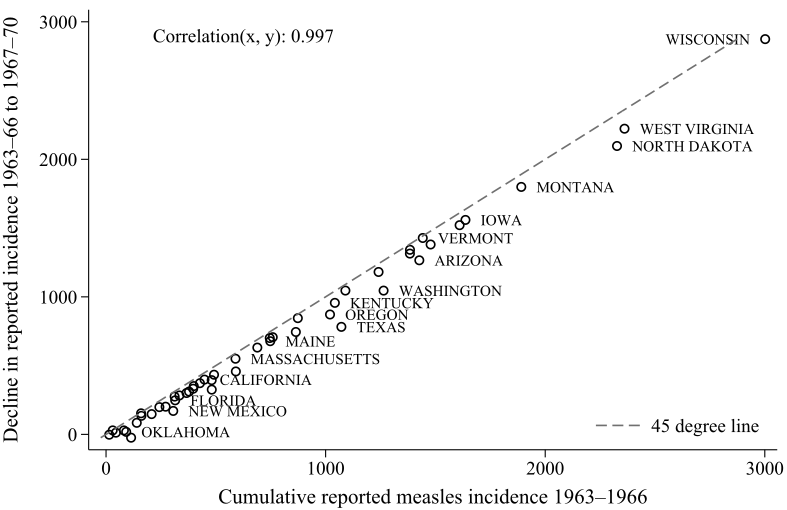 Decline in reported incidence 1963–66 to 1967–70
3000
2000
1000
0
Correlation(x, y): 0.997
WISCONSIN
WEST VIRGINIA
NORTH DAKOTA
MONTANA
IOWA
VERMONT
ARIZONA
WASHINGTON
KENTUCKY
OREGON
TEXAS
MAINE
MASSACHUSETTS
CALIFORNIA
FLORIDA
NEW MEXICO
OKLAHOMA
45 degree line
0 1000 2000 3000
Cumulative reported measles incidence 1963–1966